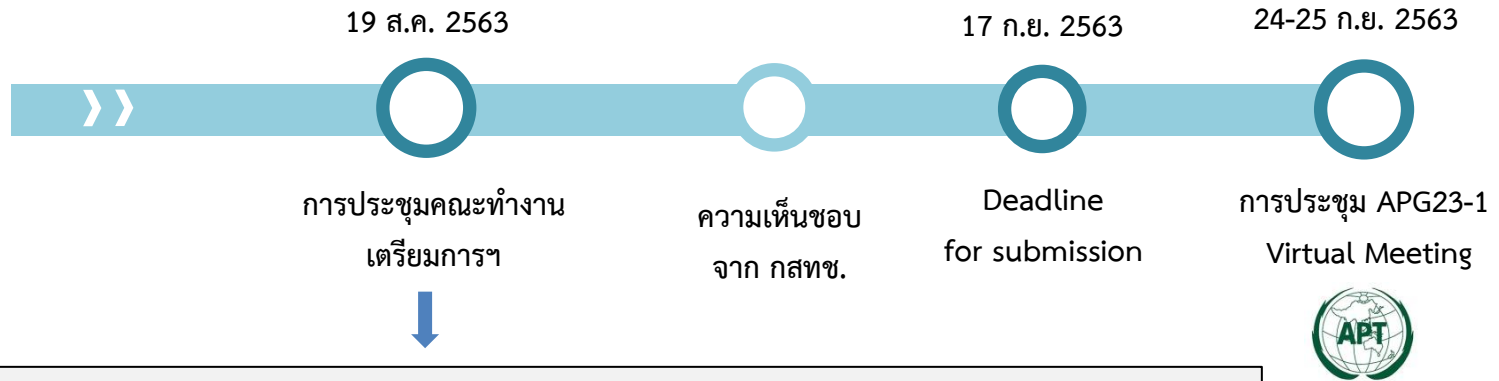 19 ส.ค. 2563
17 ก.ย. 2563
24-25 ก.ย. 2563
การประชุมคณะทำงาน
เตรียมการฯ
ความเห็นชอบ
จาก กสทช.
Deadline
for submission
การประชุม APG23-1
Virtual Meeting
APT